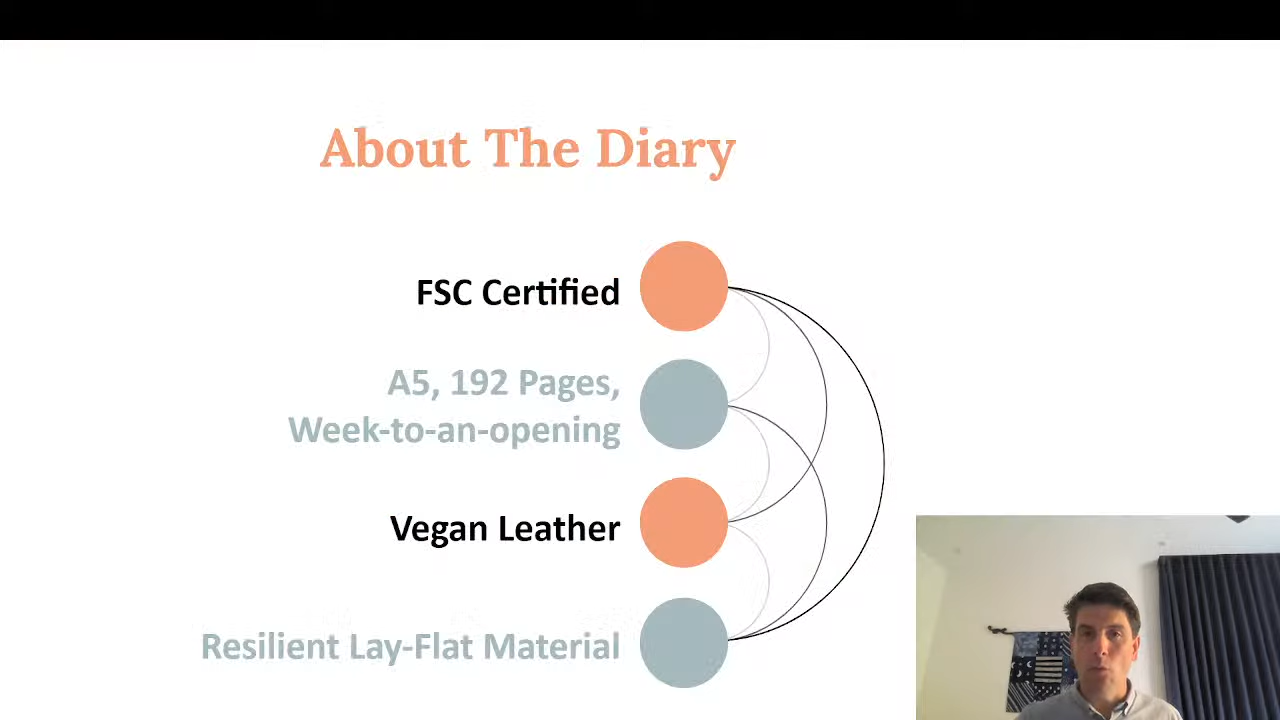 About The Diary
FSC Certified
A5, 192 Pages,
Week-to-an-opening
Vegan Leather
Resilient Lay-Flat Material